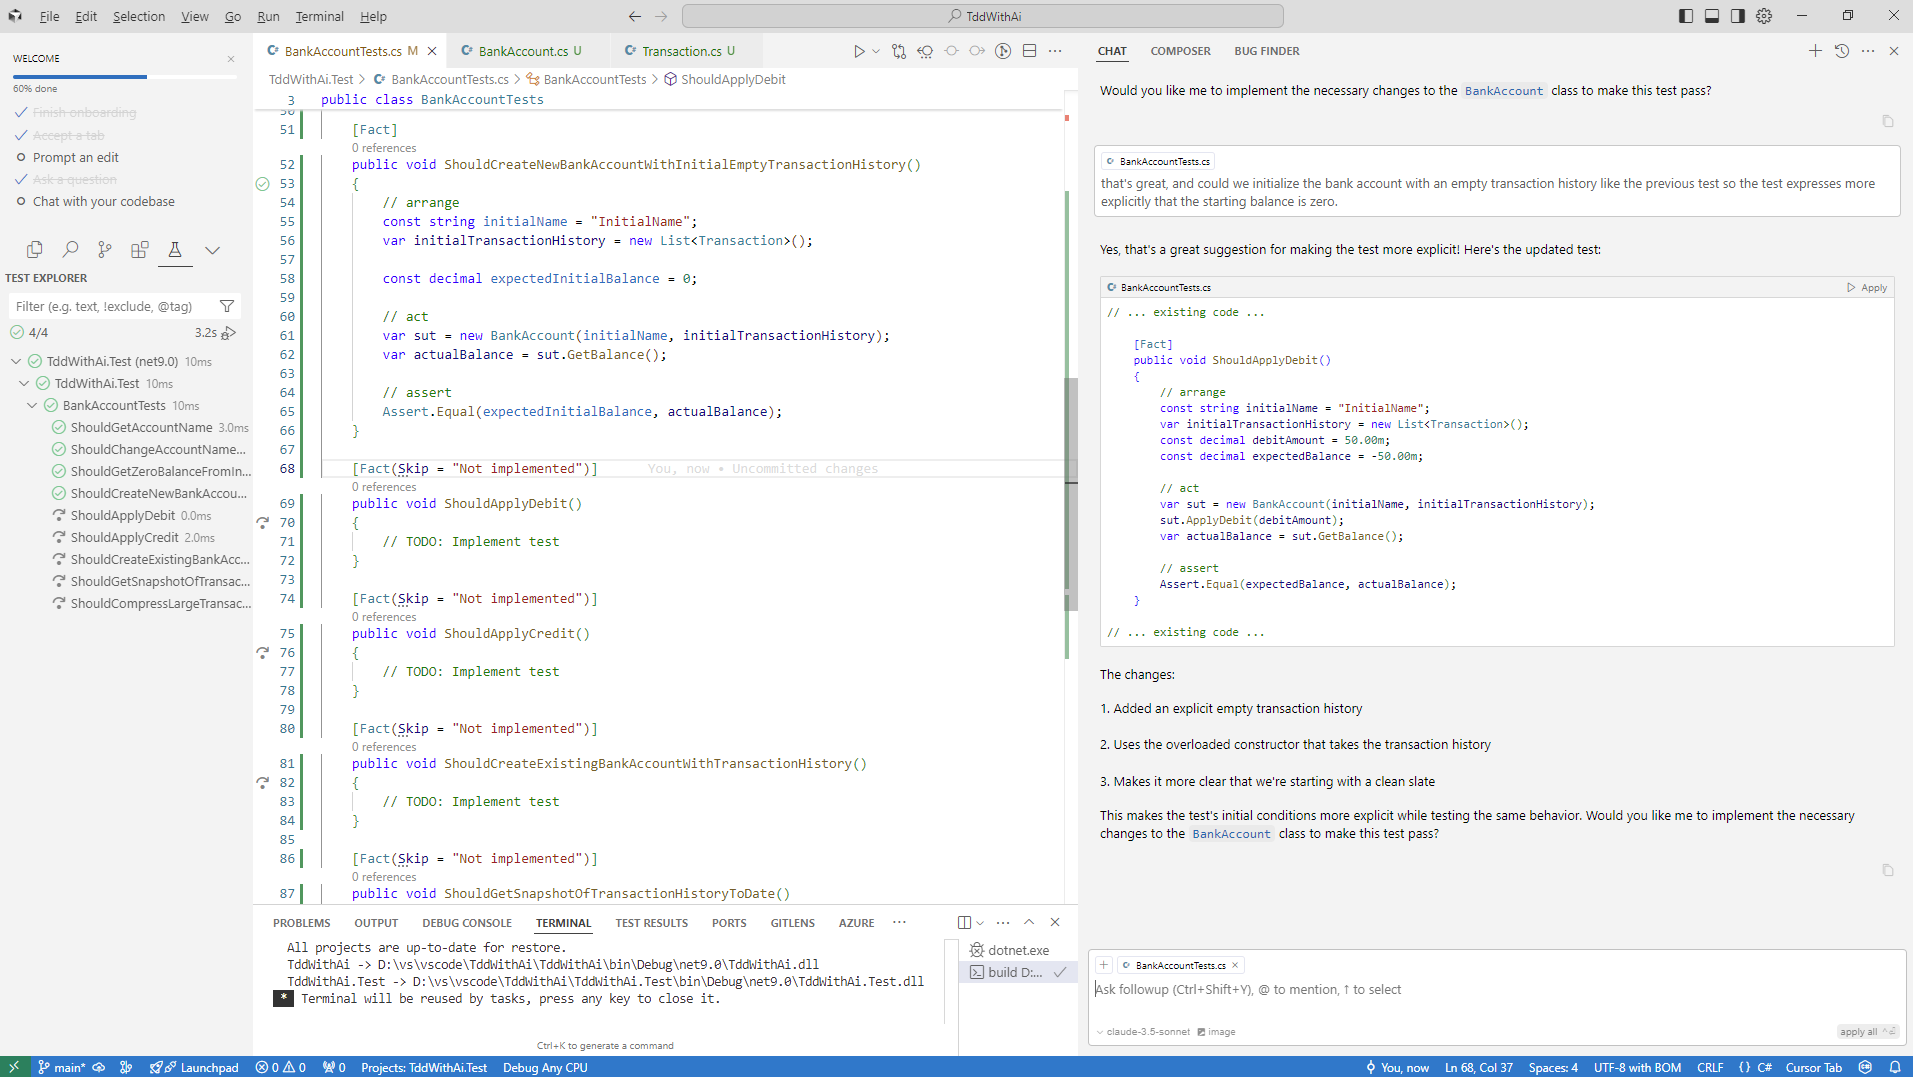 File Edit Selection View Go Run Terminal Help
TddWithAi
WELCOME
60% done
Finish onboarding
Accept a tab
Prompt an edit
Ask a question
Chat with your codebase
TEST EXPLORER
Filter (e.g. text, !exclude, @tag)
4/4 3.2s
TddWithAi.Test (net9.0) 10ms
TddWithAi.Test 10ms
BankAccountTests 10ms
ShouldGetAccountName 3.0ms
ShouldChangeAccountName...
ShouldGetZeroBalanceFromIn...
ShouldCreateNewBankAccou...
ShouldApplyDebit 0.0ms
ShouldApplyCredit 2.0ms
ShouldCreateExistingBankAcc...
ShouldGetSnapshotOfTransac...
ShouldCompressLargeTransac...
BankAccountTests.cs M BankAccount.cs U Transaction.cs U
TddWithAi.Test > BankAccountTests.cs > BankAccountTests > ShouldApplyDebit
3 public class BankAccountTests
50
51 [Fact]
0 references
52 public void ShouldCreateNewBankAccountWithInitialEmptyTransactionHistory()
53 {
54 // arrange
55 const string initialName = "InitialName";
56 var initialTransactionHistory = new List<Transaction>();
57
58 const decimal expectedInitialBalance = 0;
59
60 // act
61 var sut = new BankAccount(initialName, initialTransactionHistory);
62 var actualBalance = sut.GetBalance();
63
64 // assert
65 Assert.Equal(expectedInitialBalance, actualBalance);
66 }
67
68 [Fact(Skip = "Not implemented")] You, now • Uncommitted changes
0 references
69 public void ShouldApplyDebit()
70 {
71 // TODO: Implement test
72 }
73
74 [Fact(Skip = "Not implemented")]
0 references
75 public void ShouldApplyCredit()
76 {
77 // TODO: Implement test
78 }
79
80 [Fact(Skip = "Not implemented")]
0 references
81 public void ShouldCreateExistingBankAccountWithTransactionHistory()
82 {
83 // TODO: Implement test
84 }
85
86 [Fact(Skip = "Not implemented")]
0 references
87 public void ShouldGetSnapshotOfTransactionHistoryToDate()
PROBLEMS OUTPUT DEBUG CONSOLE TERMINAL TEST RESULTS PORTS GITLENS AZURE ...
All projects are up-to-date for restore.
TddWithAi -> D:\vs\vscode\TddWithAi\TddWithAi\bin\Debug\net9.0\TddWithAi.dll
TddWithAi.Test -> D:\vs\vscode\TddWithAi\TddWithAi.Test\bin\Debug\net9.0\TddWithAi.Test.dll
* Terminal will be reused by tasks, press any key to close it.
Ctrl+K to generate a command
dotnet.exe
build D:...
CHAT COMPOSER BUG FINDER
Would you like me to implement the necessary changes to the BankAccount class to make this test pass?
BankAccountTests.cs
that's great, and could we initialize the bank account with an empty transaction history like the previous test so the test expresses more
explicitly that the starting balance is zero.
Yes, that's a great suggestion for making the test more explicit! Here's the updated test:
BankAccountTests.cs Apply
// ... existing code ...
[Fact]
public void ShouldApplyDebit()
{
// arrange
const string initialName = "InitialName";
var initialTransactionHistory = new List<Transaction>();
const decimal debitAmount = 50.00m;
const decimal expectedBalance = -50.00m;
// act
var sut = new BankAccount(initialName, initialTransactionHistory);
sut.ApplyDebit(debitAmount);
var actualBalance = sut.GetBalance();
// assert
Assert.Equal(expectedBalance, actualBalance);
}
// ... existing code ...
The changes:
1. Added an explicit empty transaction history
2. Uses the overloaded constructor that takes the transaction history
3. Makes it more clear that we're starting with a clean slate
This makes the test's initial conditions more explicit while testing the same behavior. Would you like me to implement the necessary
changes to the BankAccount class to make this test pass?
+ BankAccountTests.cs ×
Ask followup (Ctrl+Shift+Y), @ to mention, ↑ to select
claude-3.5-sonnet image apply all
main* Launchpad 0 0 0 Projects: TddWithAi.Test Debug Any CPU You, now Ln 68, Col 37 Spaces: 4 UTF-8 with BOM CRLF {} C# Cursor Tab